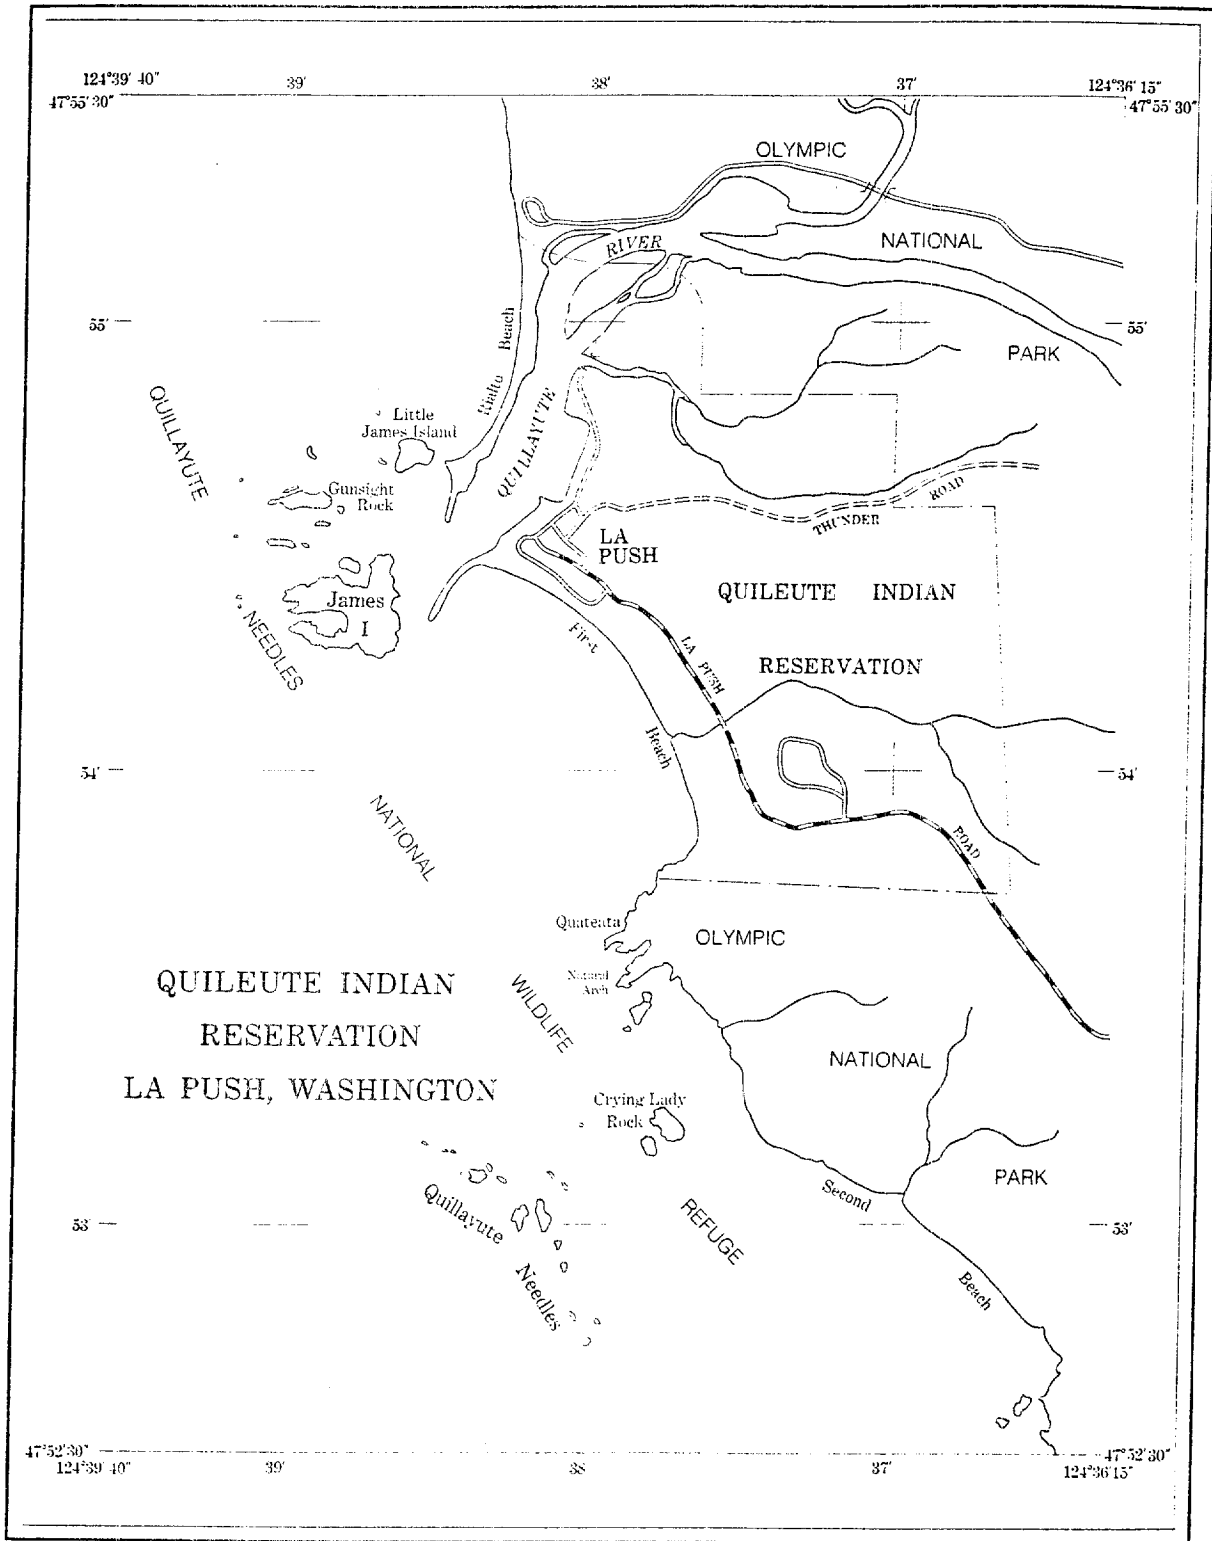 124°39' 40"
39'
38'
37'
124°36' 15"
47°55' 30"
47°55' 30"
OLYMPIC
RIVER
NATIONAL
55'
55'
Rialto Beach
PARK
QUILLAYUTE
Little
James Island
QUILLAYUTE
Gunsight
Rock
ROAD
THUNDER
LA
PUSH
James
I
QUILEUTE INDIAN
NEEDLES
First
LA PUSH
RESERVATION
Beach
54'
54'
NATIONAL
ROAD
Quateata
OLYMPIC
Natural
Arch
QUILEUTE INDIAN
RESERVATION
LA PUSH, WASHINGTON
WILDLIFE
NATIONAL
Crying Lady
Rock
PARK
Second
Quillayute
REFUGE
53'
53'
Needles
Beach
47°52'30"
47°52'30"
124°39'40"
39'
38'
37'
124°36'15"